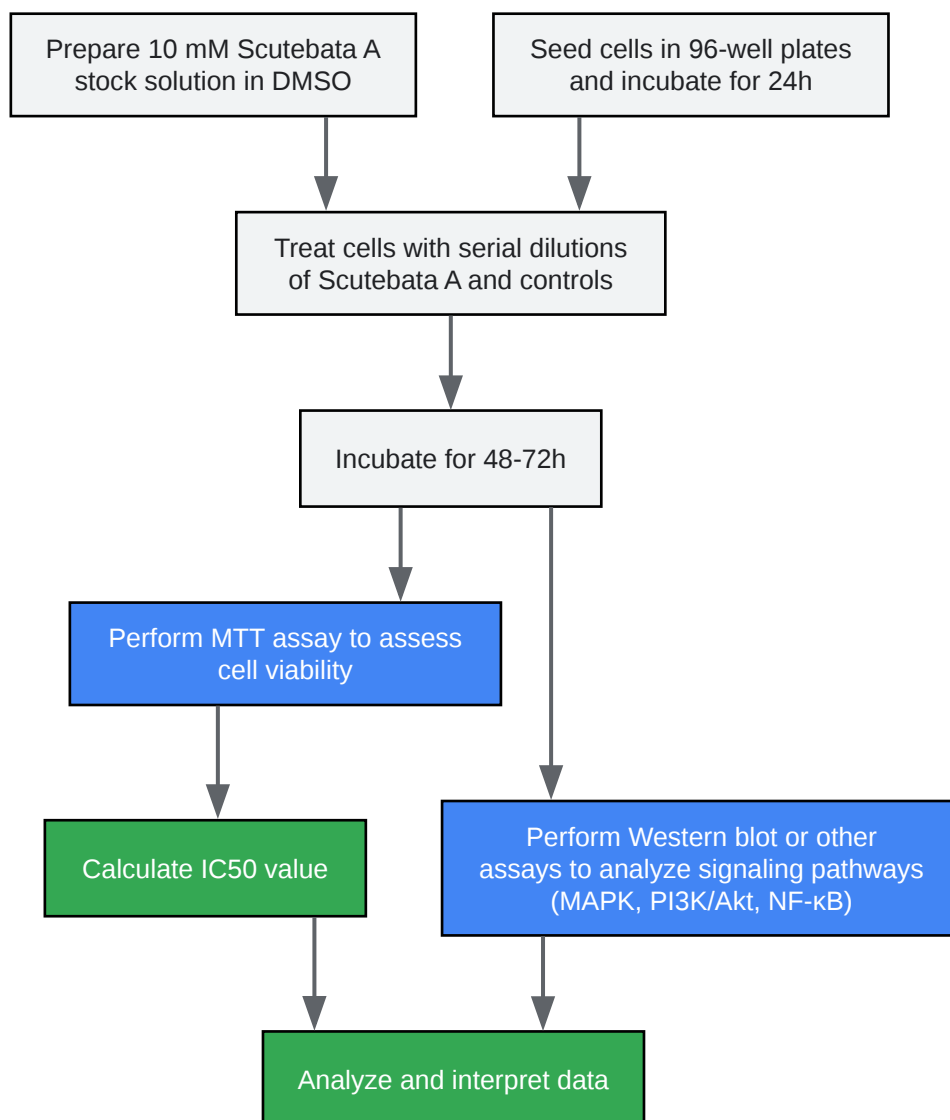 Prepare 10 mM Scutebata A
stock solution in DMSO
Seed cells in 96-well plates
and incubate for 24h
Treat cells with serial dilutions
of Scutebata A and controls
Incubate for 48-72h
Perform MTT assay to assess
cell viability
Calculate IC50 value
Perform Western blot or other
assays to analyze signaling pathways
(MAPK, PI3K/Akt, NF-κB)
Analyze and interpret data